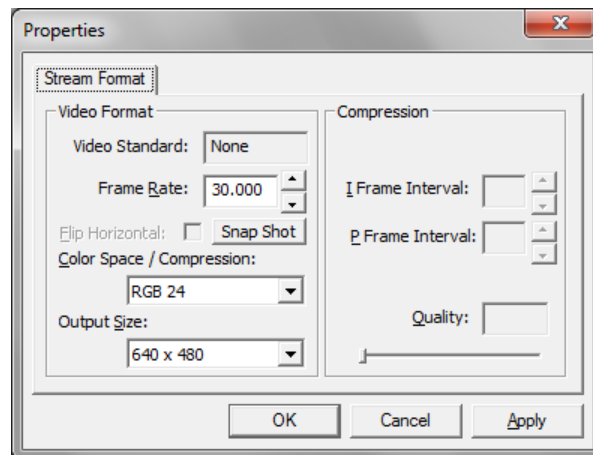 Properties
Stream Format
Video Format
Video Standard: None
Frame Rate: 30.000
Flip Horizontal: Snap Shot
Color Space / Compression:
RGB 24
Output Size:
640 x 480
Compression
I Frame Interval:
P Frame Interval:
Quality:
OK Cancel Apply